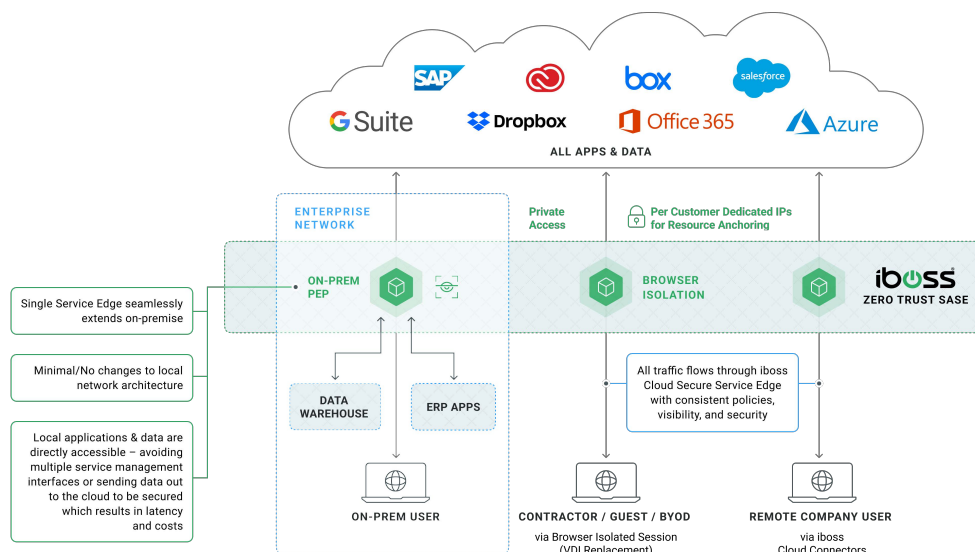 SAP
box
salesforce
G Suite
Dropbox
Office 365
Azure
ALL APPS & DATA
ENTERPRISE
NETWORK
Private
Access
Per Customer Dedicated IPs
for Resource Anchoring
ON-PREM
PEP
BROWSER
ISOLATION
iboss
ZERO TRUST SASE
Single Service Edge seamlessly
extends on-premise
Minimal/No changes to local
network architecture
Local applications & data are
directly accessible – avoiding
multiple service management
interfaces or sending data out
to the cloud to be secured
which results in latency
and costs
DATA
WAREHOUSE
ERP APPS
All traffic flows through iboss
Cloud Secure Service Edge
with consistent policies,
visibility, and security
ON-PREM USER
CONTRACTOR / GUEST / BYOD
via Browser Isolated Session
(VDI Replacement)
REMOTE COMPANY USER
via iboss
Cloud Connectors